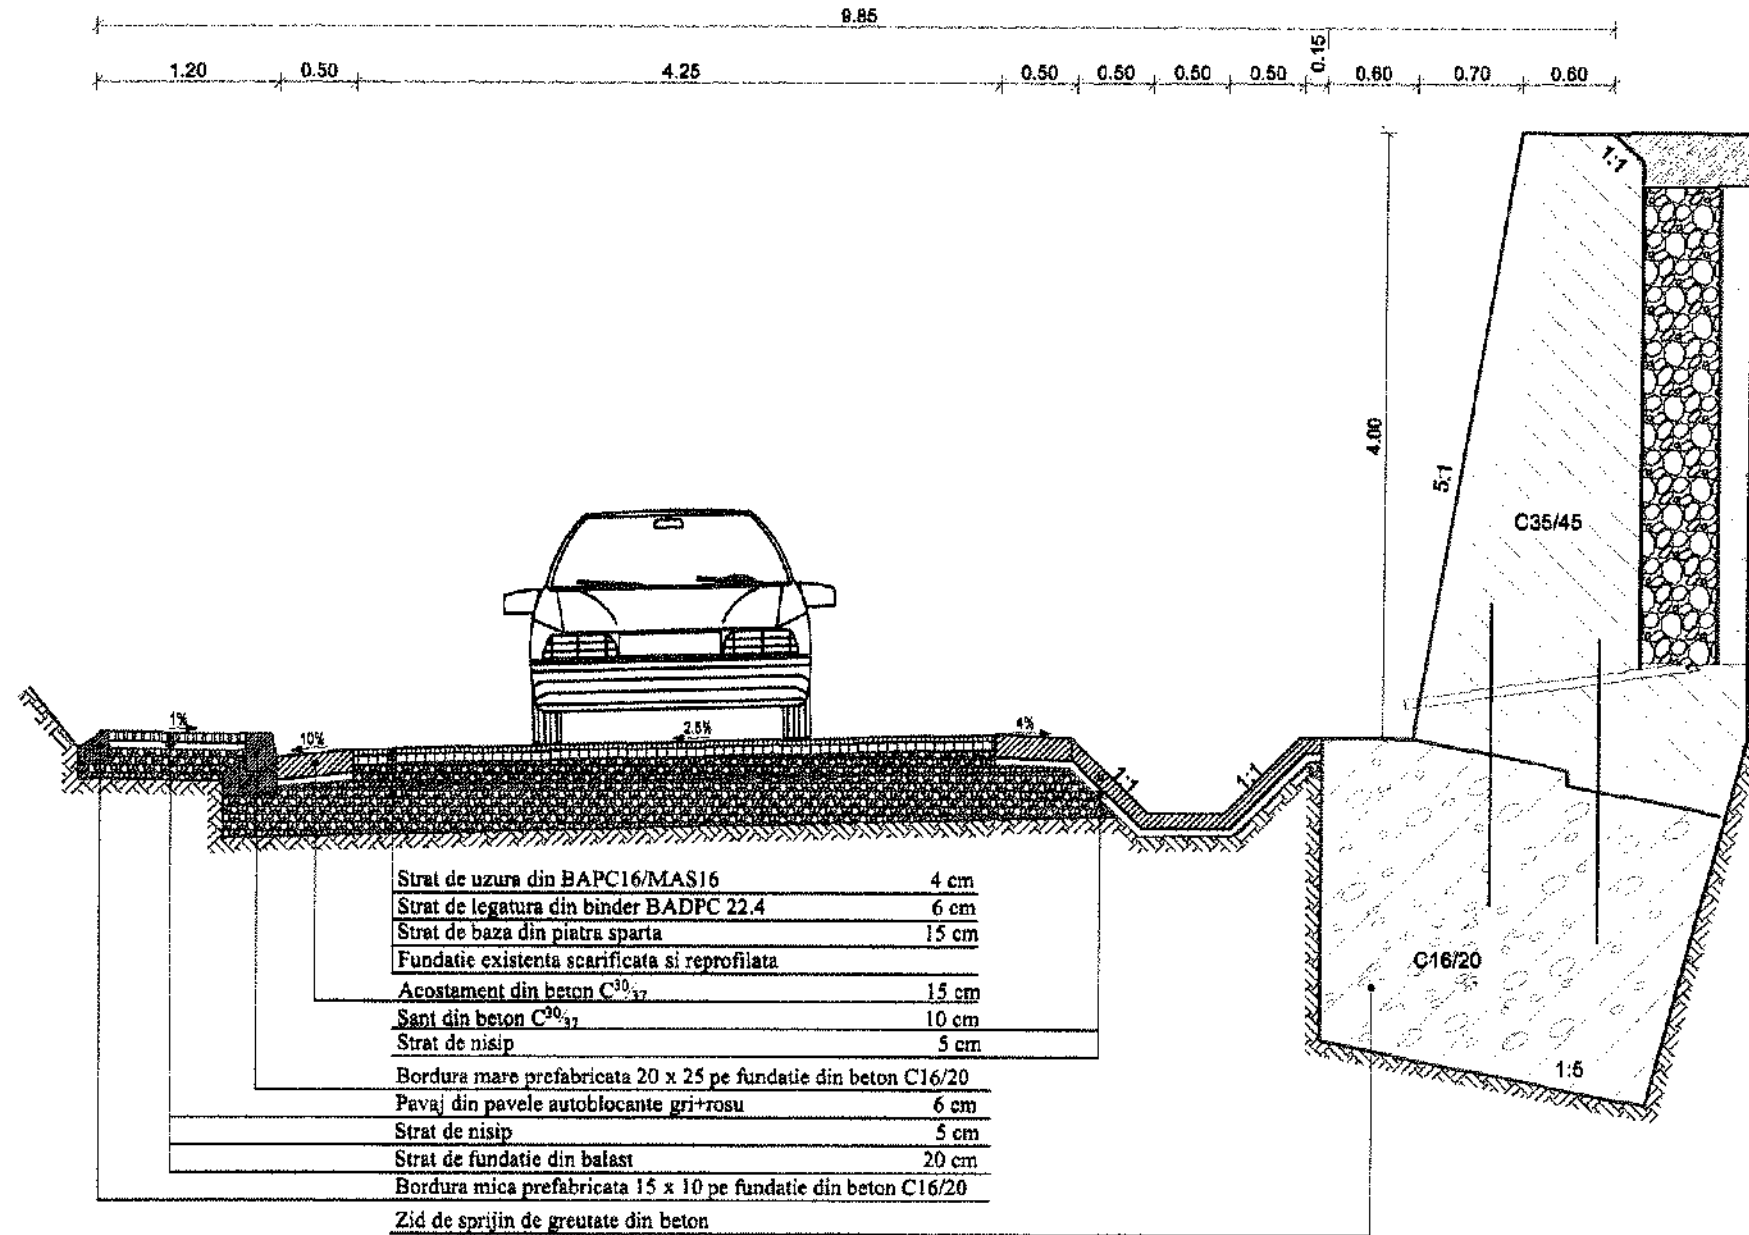 9.85
1.20 0.50 4.25 0.50 0.50 0.50 0.50 0.15 0.60 0.70 0.60
1:1
4.00
5:1
C35/45
1% 10% 2.5% 4%
1:1 1:1
Strat de uzura din BAPC16/MAS16 4 cm
Strat de legatura din binder BADPC 22.4 6 cm
Strat de baza din piatra sparta 15 cm
Fundatie existenta scarificata si reprofilata
Acostament din beton C30/37 15 cm
Sant din beton C30/37 10 cm
Strat de nisip 5 cm
Bordura mare prefabricata 20 x 25 pe fundatie din beton C16/20
Pavaj din pavele autoblocante gri+rosu 6 cm
Strat de nisip 5 cm
Strat de fundatie din balast 20 cm
Bordura mica prefabricata 15 x 10 pe fundatie din beton C16/20
Zid de sprijin de greutate din beton
C16/20
1:5